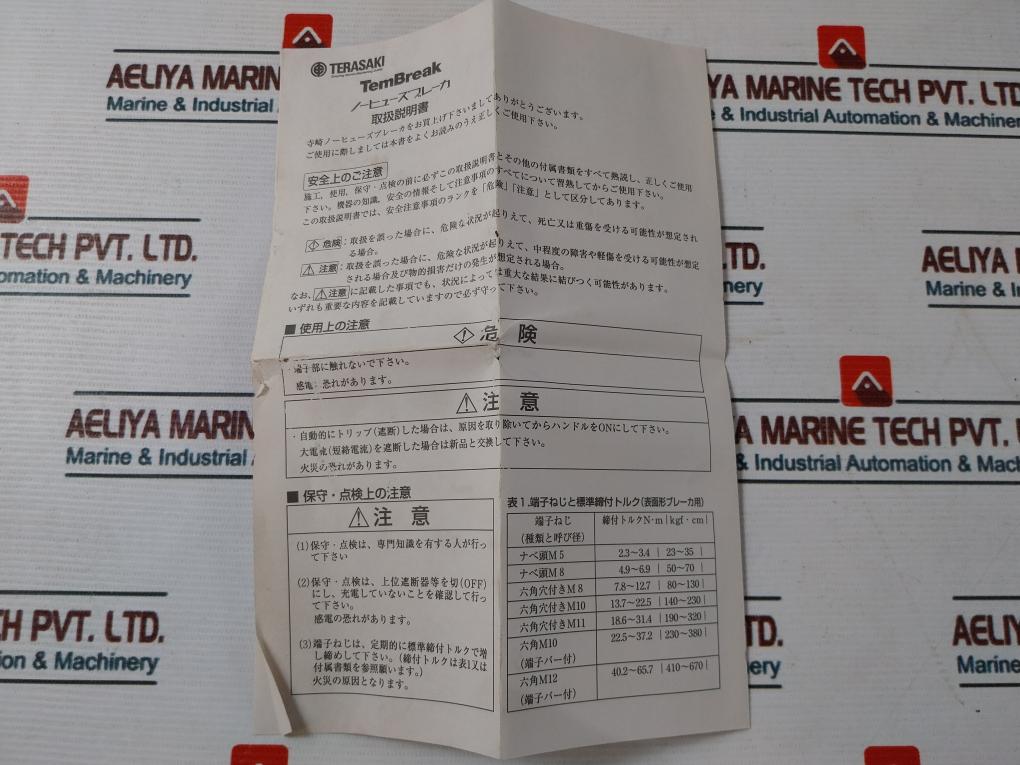 TERASAKI
TemBreak
ノーヒューズブレーカ
取扱説明書
寺崎ノーヒューズブレーカをお買上げ下さいましてありがとうございます。
ご使用に際しましては本書をよくお読みのうえ正しくご使用下さい。
安全上のご注意
施工、使用、保守・点検の前に必ずこの取扱説明書とその他の付属書類をすべて熟読し、正しくご使用
下さい。機器の知識、安全の情報そして注意事項のすべてについて習熟してからご使用下さい。
この取扱説明書では、安全注意事項のランクを「危険」「注意」として区分してあります。
危険：取扱を誤った場合に、危険な状況が起りえて、死亡又は重傷を受ける可能性が想定され
る場合。
注意：取扱を誤った場合に、危険な状況が起りえて、中程度の障害や軽傷を受ける可能性が想定
される場合及び物的損害だけの発生が想定される場合。
なお、注意に記載した事項でも、状況によっては重大な結果に結びつく可能性があります。
いずれも重要な内容を記載していますので必ず守って下さい。
■ 使用上の注意
危 険
・端子部に触れないで下さい。
感電の恐れがあります。
注 意
・自動的にトリップ（遮断）した場合は、原因を取り除いてからハンドルをONにして下さい。
大電流（短絡電流）を遮断した場合は新品と交換して下さい。
火災の恐れがあります。
■ 保守・点検上の注意
注 意
(1)保守・点検は、専門知識を有する人が行っ
て下さい
(2)保守・点検は、上位遮断器等を切(OFF)
にし、充電していないことを確認して行っ
て下さい。
感電の恐れがあります。
(3)端子ねじは、定期的に標準締付トルクで増
し締めして下さい。（締付トルクは表1又は
付属書類を参照願います。）
火災の原因となります。
表1.端子ねじと標準締付トルク(表面形ブレーカ用)
端子ねじ
(種類と呼び径)
締付トルクN・m | kgf・cm |
ナベ頭M5 2.3～3.4 | 23～35 |
ナベ頭M8 4.9～6.9 | 50～70 |
六角穴付きM8 7.8～12.7 | 80～130 |
六角穴付きM10 13.7～22.5 | 140～230 |
六角穴付きM11 18.6～31.4 | 190～320 |
六角M10
(端子バー付) 22.5～37.2 | 230～380 |
六角M12
(端子バー付) 40.2～65.7 | 410～670 |
AELIYA MARIN
Marine & Industrial
AELIYA MARINE TECH PVT. LTD
Marine & Industrial Automation & Machinery
TECH PVT. LTD.
omation & Machinery
TD.
hinery
AELIYA M
Marine & In
AELIYA MARINE
Marine & Industrial
A MARINE TECH PVT. L
& Industrial Automation & Mach
H PVT. LTD.
on & Machinery
TD.
AELI
Marine